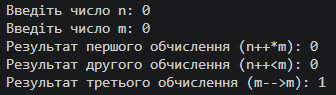 Введіть число n: 0
Введіть число m: 0
Результат першого обчислення (n++*m): 0
Результат другого обчислення (n++<m): 0
Результат третього обчислення (m-->m): 1